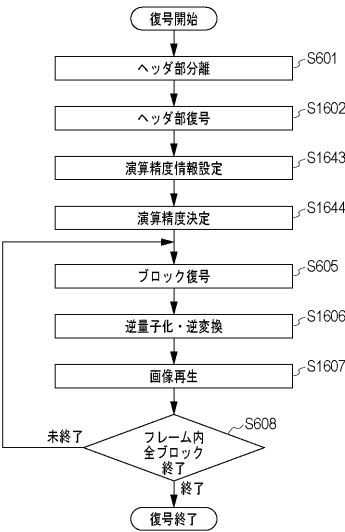 復号開始
ヘッダ部分離
S601
ヘッダ部復号
S1602
演算精度情報設定
S1643
演算精度決定
S1644
ブロック復号
S605
逆量子化・逆変換
S1606
画像再生
S1607
S608
フレーム内
全ブロック
終了
未終了
終了
復号終了